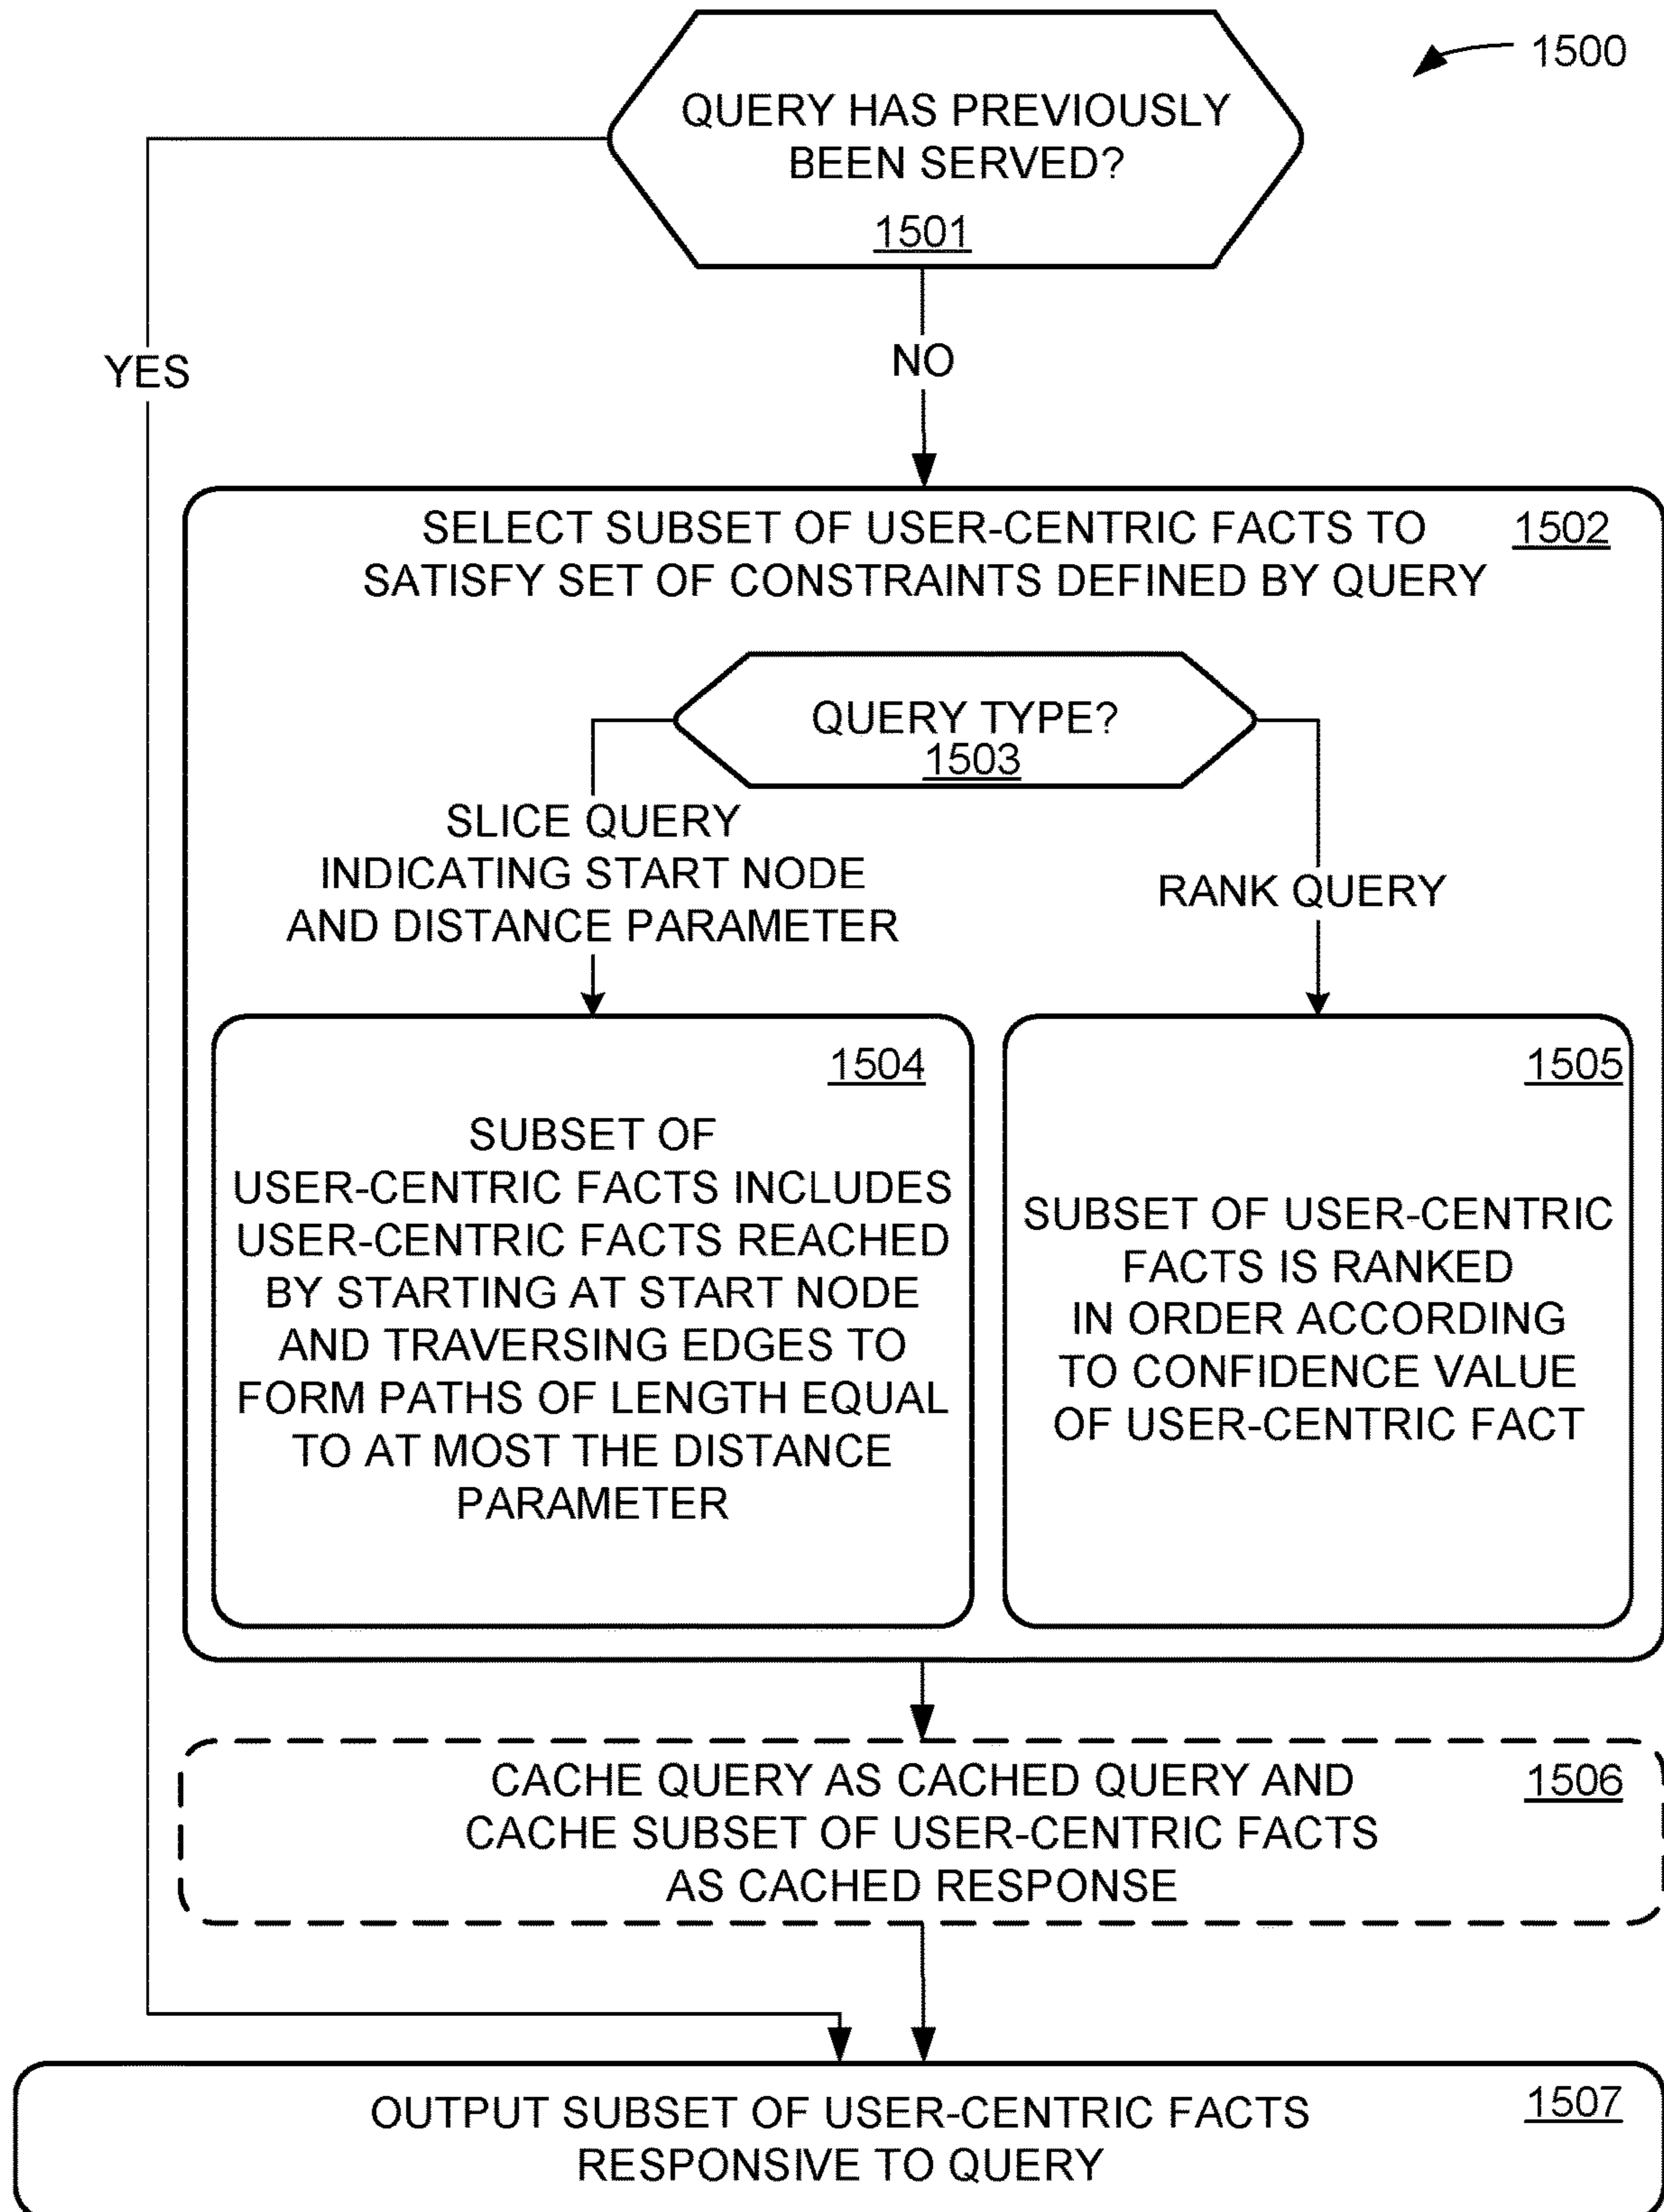 1500
QUERY HAS PREVIOUSLY
BEEN SERVED?
1501
YES
NO
SELECT SUBSET OF USER-CENTRIC FACTS TO
SATISFY SET OF CONSTRAINTS DEFINED BY QUERY
1502
QUERY TYPE?
1503
SLICE QUERY
INDICATING START NODE
AND DISTANCE PARAMETER
RANK QUERY
1504
SUBSET OF
USER-CENTRIC FACTS INCLUDES
USER-CENTRIC FACTS REACHED
BY STARTING AT START NODE
AND TRAVERSING EDGES TO
FORM PATHS OF LENGTH EQUAL
TO AT MOST THE DISTANCE
PARAMETER
1505
SUBSET OF USER-CENTRIC
FACTS IS RANKED
IN ORDER ACCORDING
TO CONFIDENCE VALUE
OF USER-CENTRIC FACT
CACHE QUERY AS CACHED QUERY AND
CACHE SUBSET OF USER-CENTRIC FACTS
AS CACHED RESPONSE
1506
OUTPUT SUBSET OF USER-CENTRIC FACTS
RESPONSIVE TO QUERY
1507